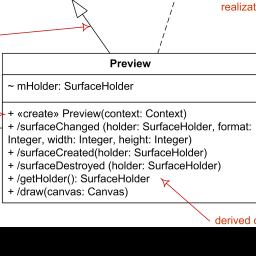 realizat
Preview
~ mHolder: SurfaceHolder
+ «create» Preview(context: Context)
+ /surfaceChanged (holder: SurfaceHolder, format:
Integer, width: Integer, height: Integer)
+ /surfaceCreated(holder: SurfaceHolder)
+ /surfaceDestroyed (holder: SurfaceHolder)
+ /getHolder(): SurfaceHolder
+ /draw(canvas: Canvas)
derived o